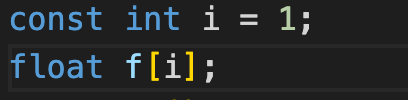 const int i = 1;
float f[i];